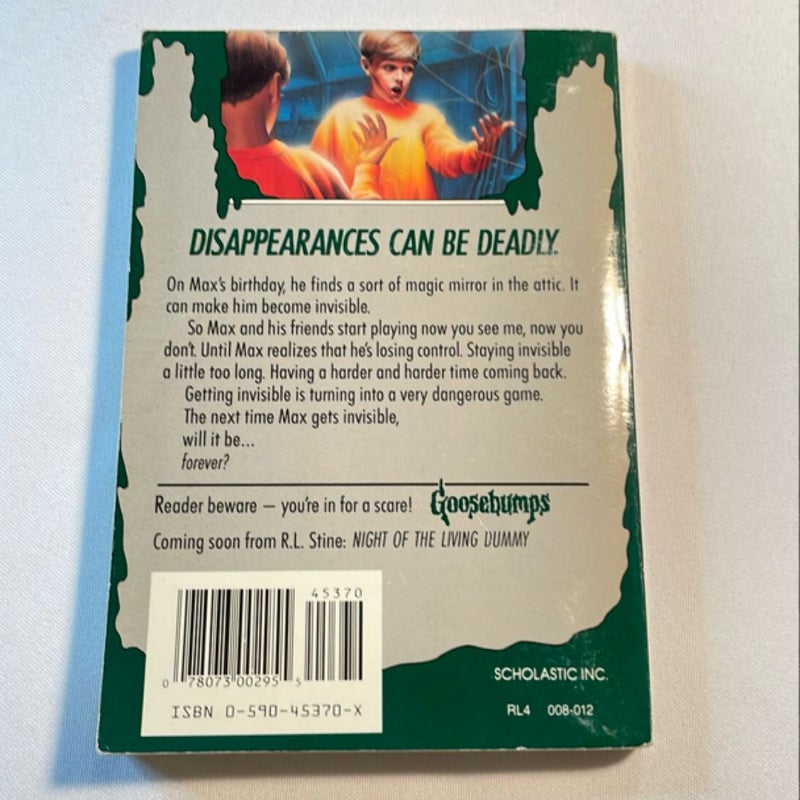 DISAPPEARANCES CAN BE DEADLY.
On Max's birthday, he finds a sort of magic mirror in the attic. It
can make him become invisible.
So Max and his friends start playing now you see me, now you
don't. Until Max realizes that he's losing control. Staying invisible
a little too long. Having a harder and harder time coming back.
Getting invisible is turning into a very dangerous game.
The next time Max gets invisible,
will it be...
forever?
Reader beware — you're in for a scare! Goosebumps
Coming soon from R.L. Stine: NIGHT OF THE LIVING DUMMY
45370
0 78073 00295 5
ISBN 0-590-45370-X
SCHOLASTIC INC.
RL4 008-012